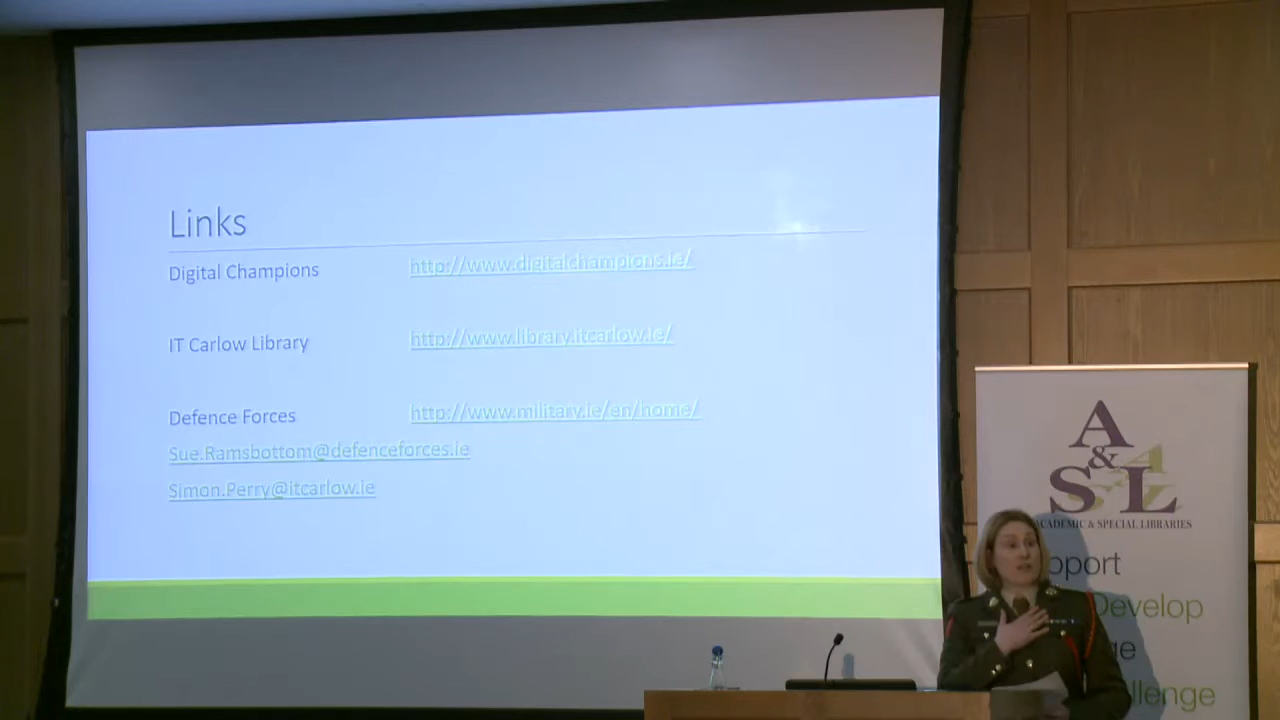 Links
Digital Champions http://www.digitalchampions.ie/
IT Carlow Library http://www.library.itcarlow.ie/
Defence Forces http://www.military.ie/en/home/
Sue.Ramsbottom@defenceforces.ie
Simon.Perry@itcarlow.ie
A
&
SL
ACADEMIC & SPECIAL LIBRARIES
pport
Develop
ge
llenge